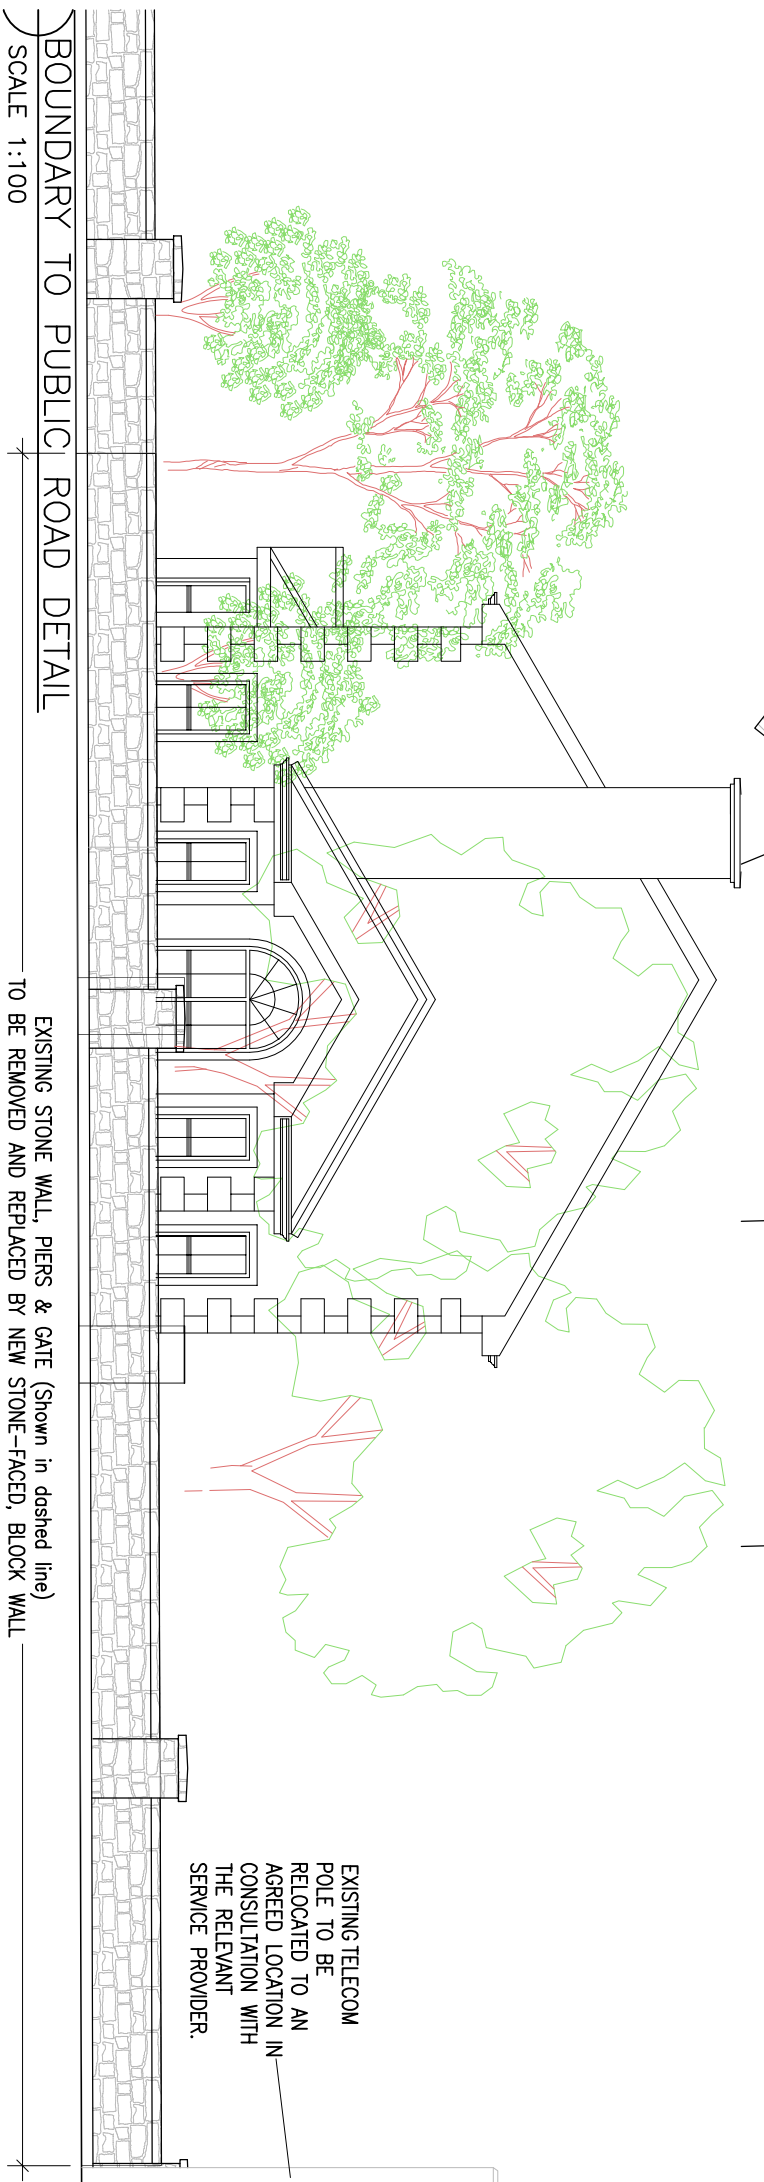 EXISTING TELECOM
POLE TO BE
RELOCATED TO AN
AGREED LOCATION IN
CONSULTATION WITH
THE RELEVANT
SERVICE PROVIDER.
EXISTING STONE WALL, PIERS & GATE (Shown in dashed line)
TO BE REMOVED AND REPLACED BY NEW STONE-FACED, BLOCK WALL
BOUNDARY TO PUBLIC ROAD DETAIL
SCALE 1:100